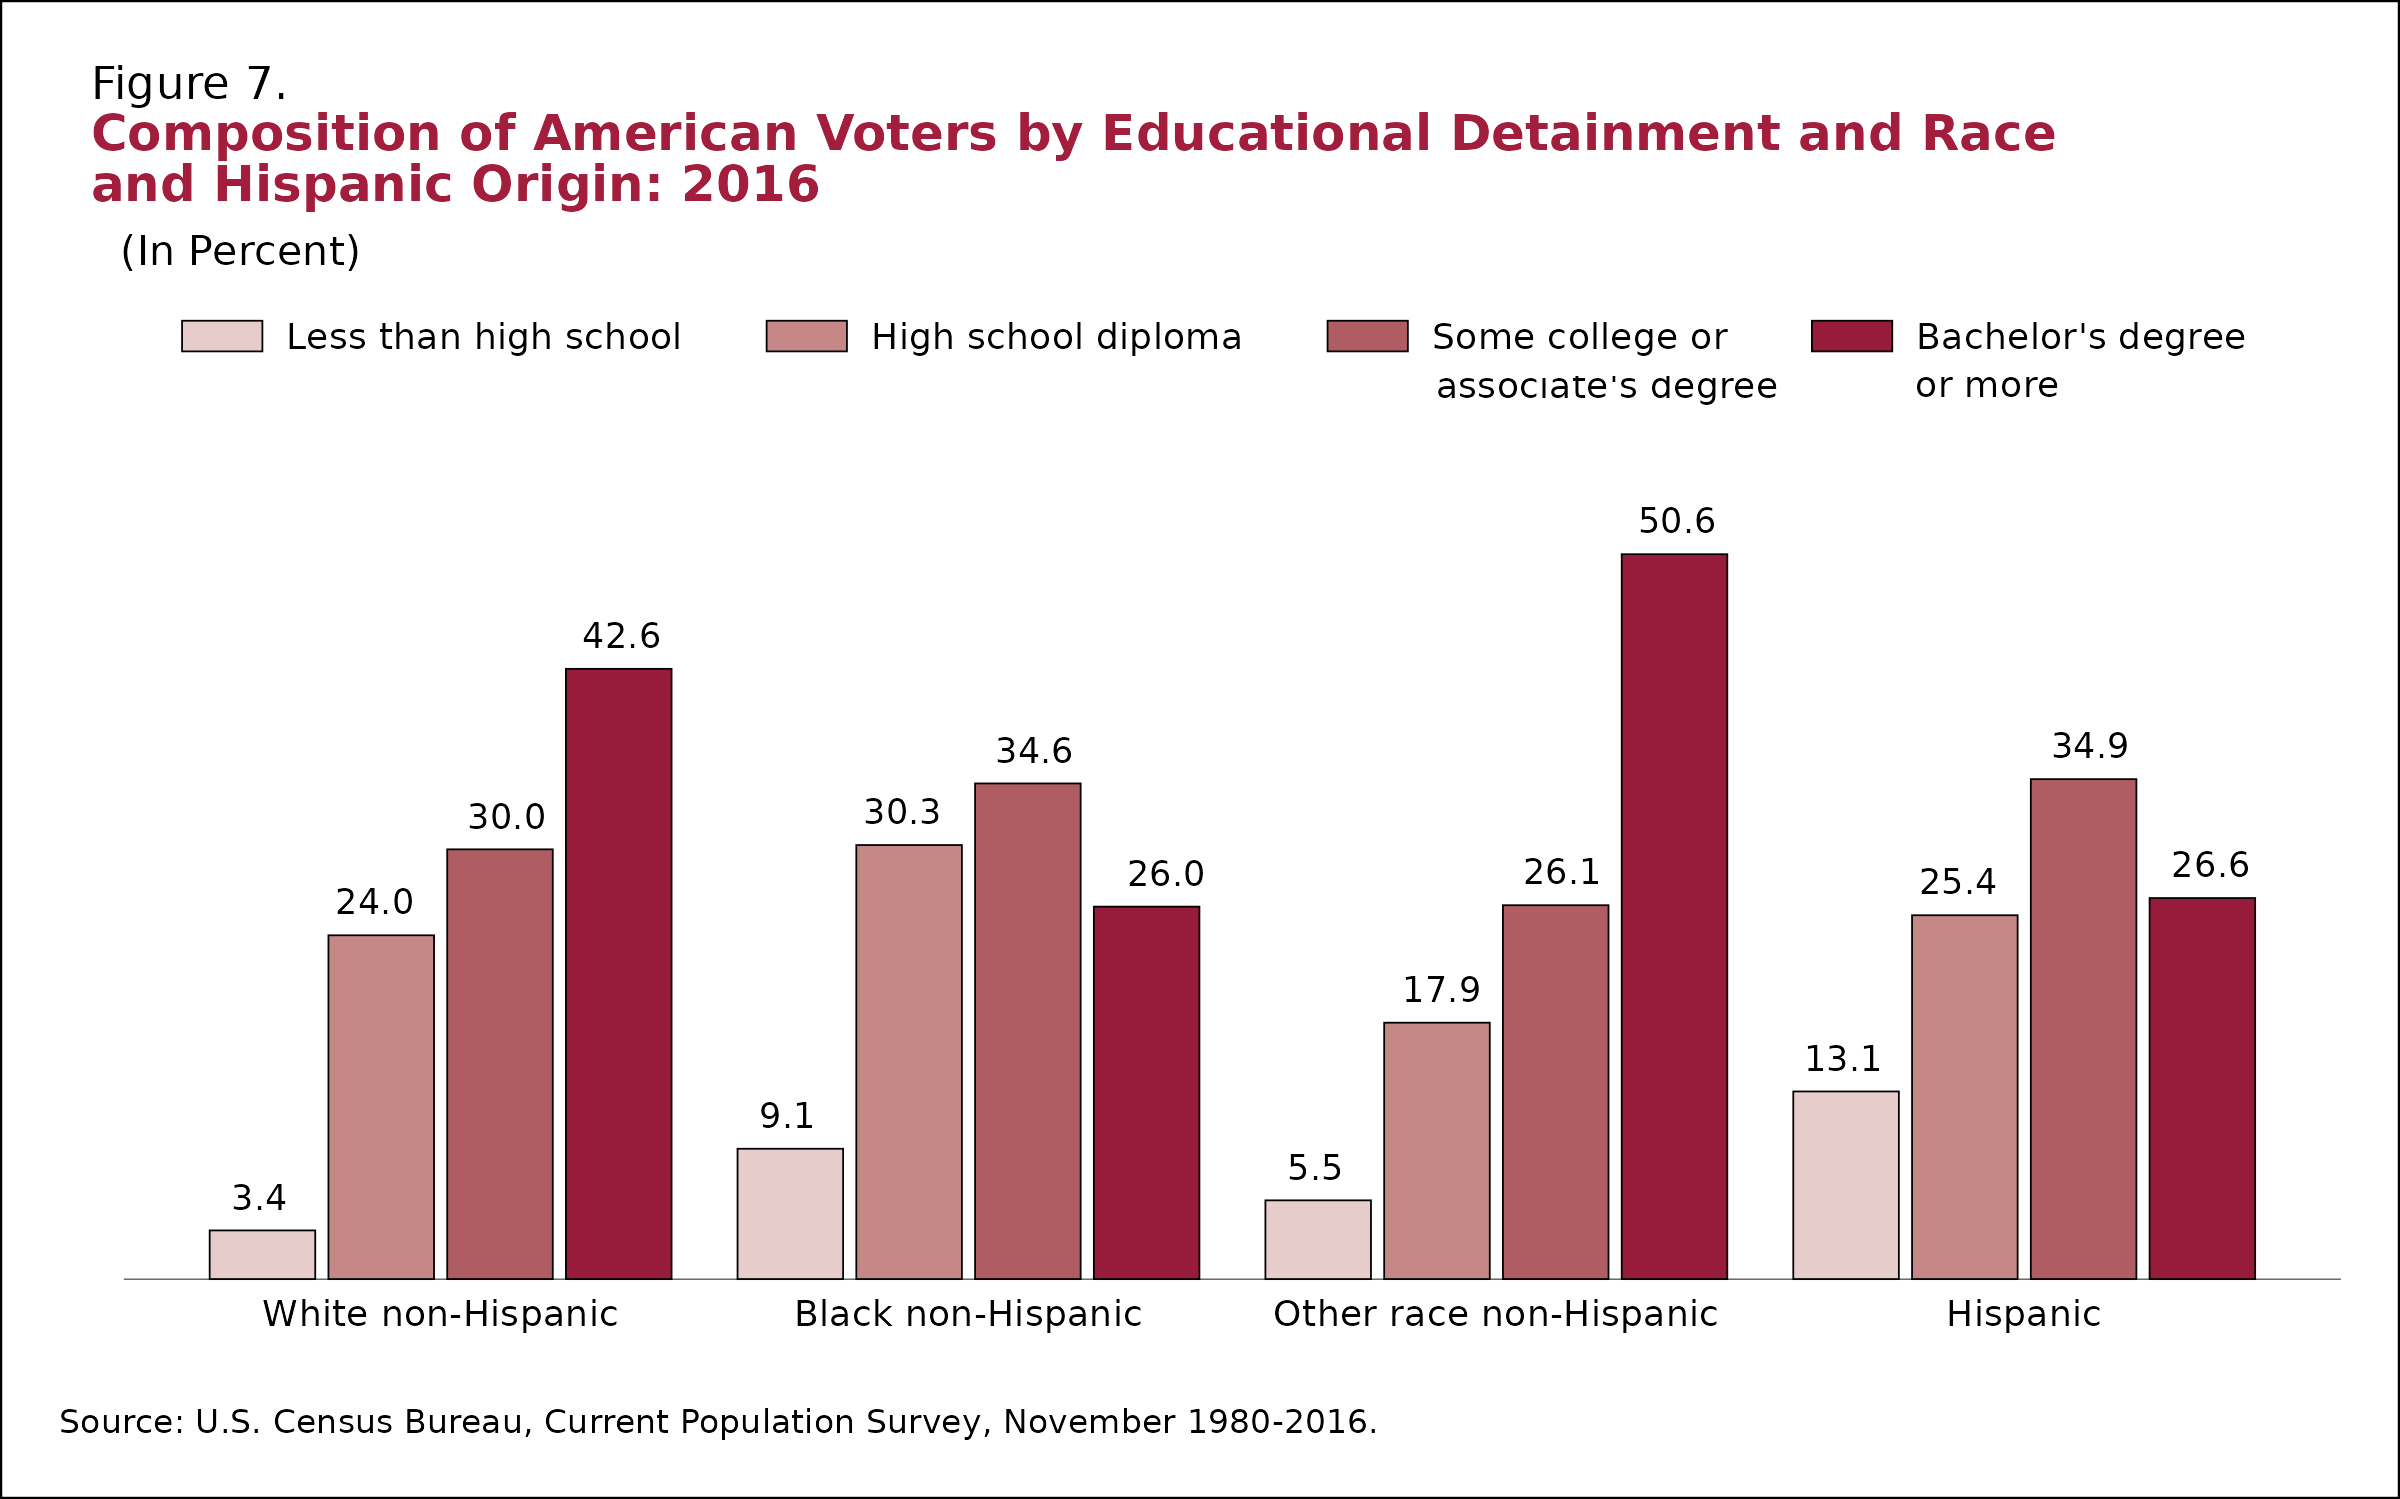 Figure 7.
Composition of American Voters by Educational Detainment and Race
and Hispanic Origin: 2016
(In Percent)
Less than high school
High school diploma
Some college or
associate's degree
Bachelor's degree
or more
3.4
24.0
30.0
42.6
9.1
30.3
34.6
26.0
5.5
17.9
26.1
50.6
13.1
25.4
34.9
26.6
White non-Hispanic
Black non-Hispanic
Other race non-Hispanic
Hispanic
Source: U.S. Census Bureau, Current Population Survey, November 1980-2016.